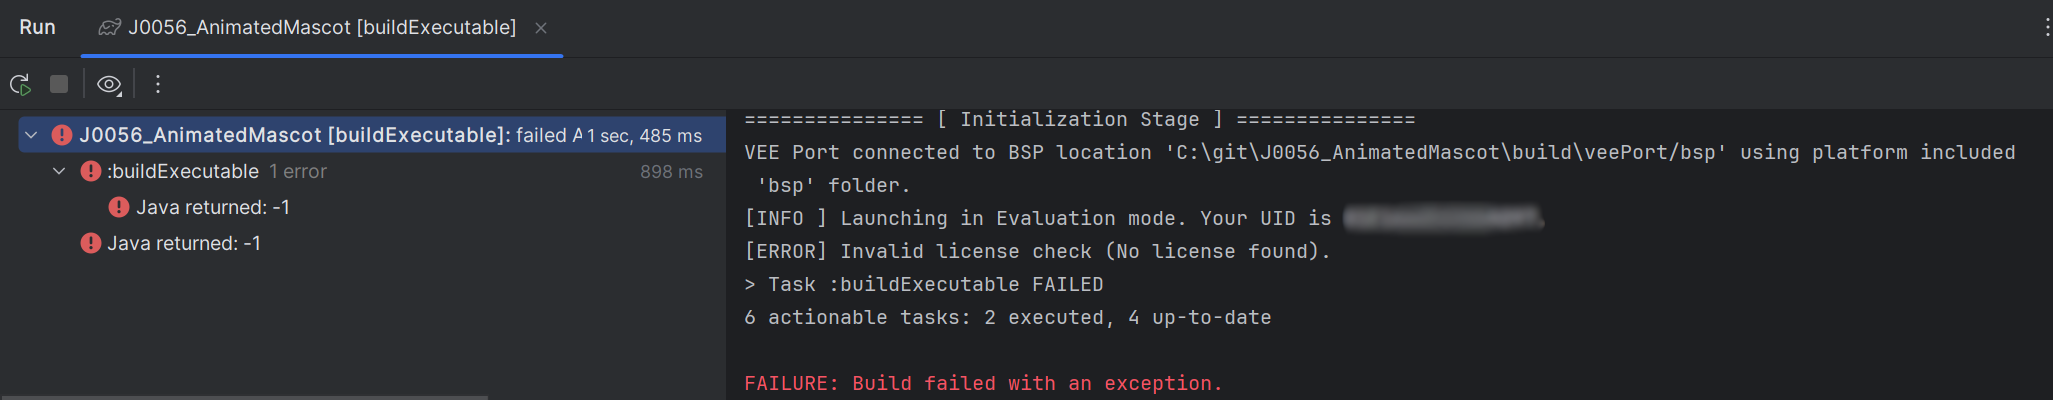 Run
J0056_AnimatedMascot [buildExecutable]
J0056_AnimatedMascot [buildExecutable]: failed A 1 sec, 485 ms
:buildExecutable 1 error 898 ms
Java returned: -1
Java returned: -1
=============== [ Initialization Stage ] ===============
VEE Port connected to BSP location 'C:\git\J0056_AnimatedMascot\build\veePort/bsp' using platform included
'bsp' folder.
[INFO ] Launching in Evaluation mode. Your UID is
[ERROR] Invalid license check (No license found).
> Task :buildExecutable FAILED
6 actionable tasks: 2 executed, 4 up-to-date
FAILURE: Build failed with an exception.